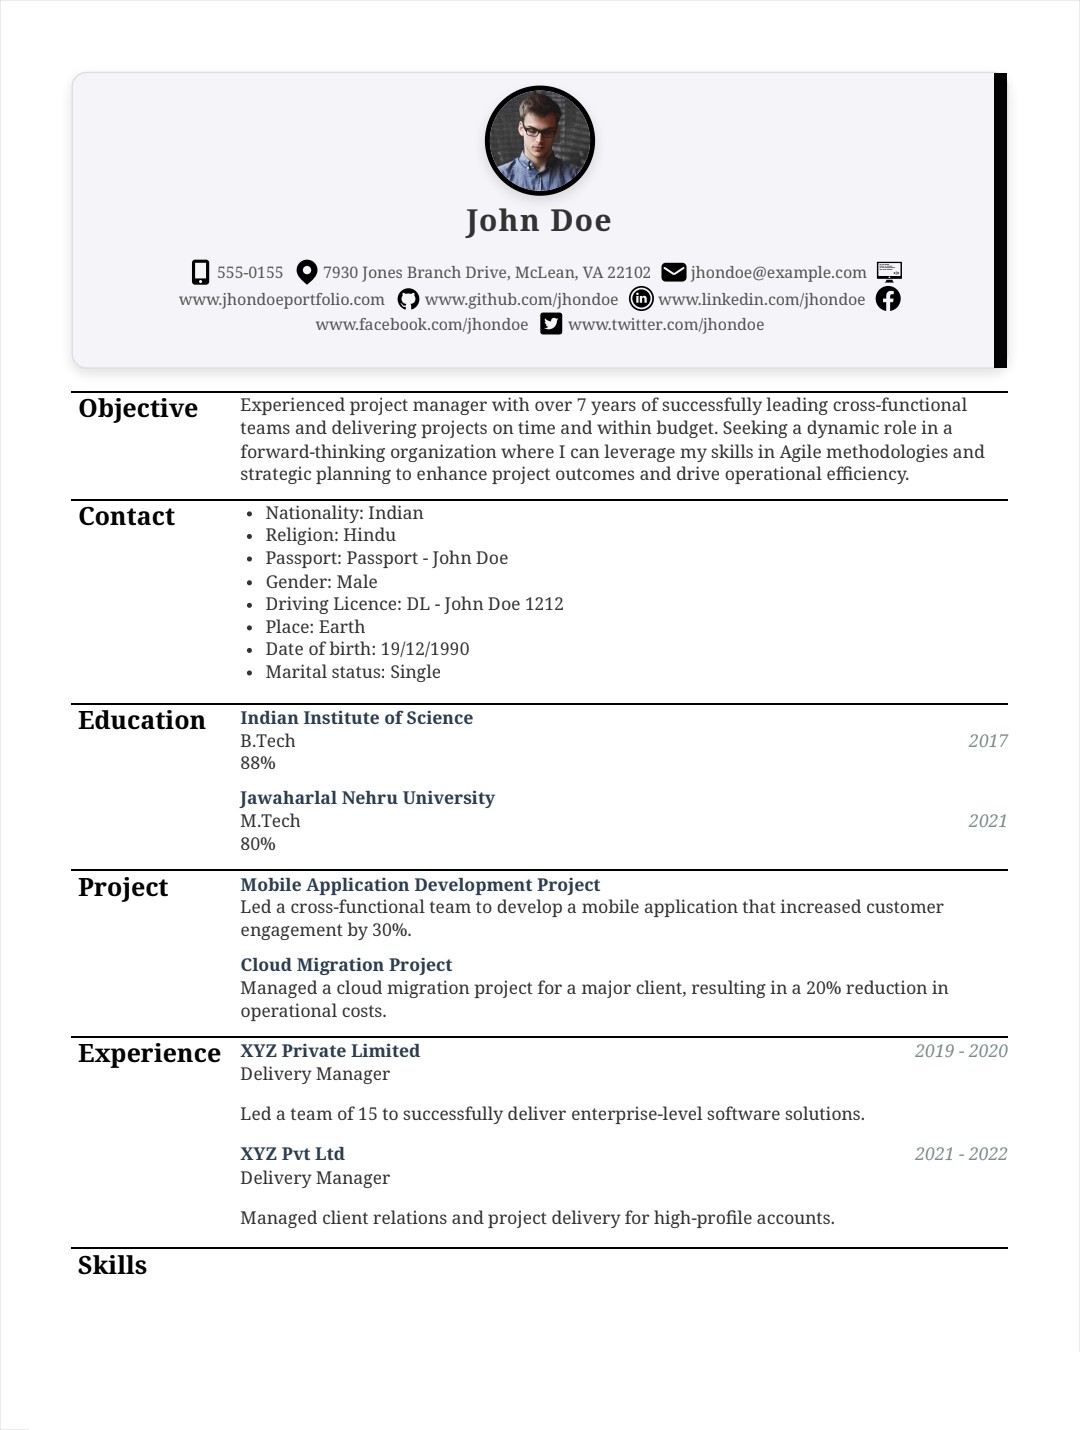 John Doe
555-0155 7930 Jones Branch Drive, McLean, VA 22102 jhondoe@example.com
www.jhondoeportfolio.com www.github.com/jhondoe www.linkedin.com/jhondoe
www.facebook.com/jhondoe www.twitter.com/jhondoe
Objective
Experienced project manager with over 7 years of successfully leading cross-functional
teams and delivering projects on time and within budget. Seeking a dynamic role in a
forward-thinking organization where I can leverage my skills in Agile methodologies and
strategic planning to enhance project outcomes and drive operational efficiency.
Contact
• Nationality: Indian
• Religion: Hindu
• Passport: Passport - John Doe
• Gender: Male
• Driving Licence: DL - John Doe 1212
• Place: Earth
• Date of birth: 19/12/1990
• Marital status: Single
Education
Indian Institute of Science
B.Tech 2017
88%
Jawaharlal Nehru University
M.Tech 2021
80%
Project
Mobile Application Development Project
Led a cross-functional team to develop a mobile application that increased customer
engagement by 30%.
Cloud Migration Project
Managed a cloud migration project for a major client, resulting in a 20% reduction in
operational costs.
Experience
XYZ Private Limited 2019 - 2020
Delivery Manager
Led a team of 15 to successfully deliver enterprise-level software solutions.
XYZ Pvt Ltd 2021 - 2022
Delivery Manager
Managed client relations and project delivery for high-profile accounts.
Skills